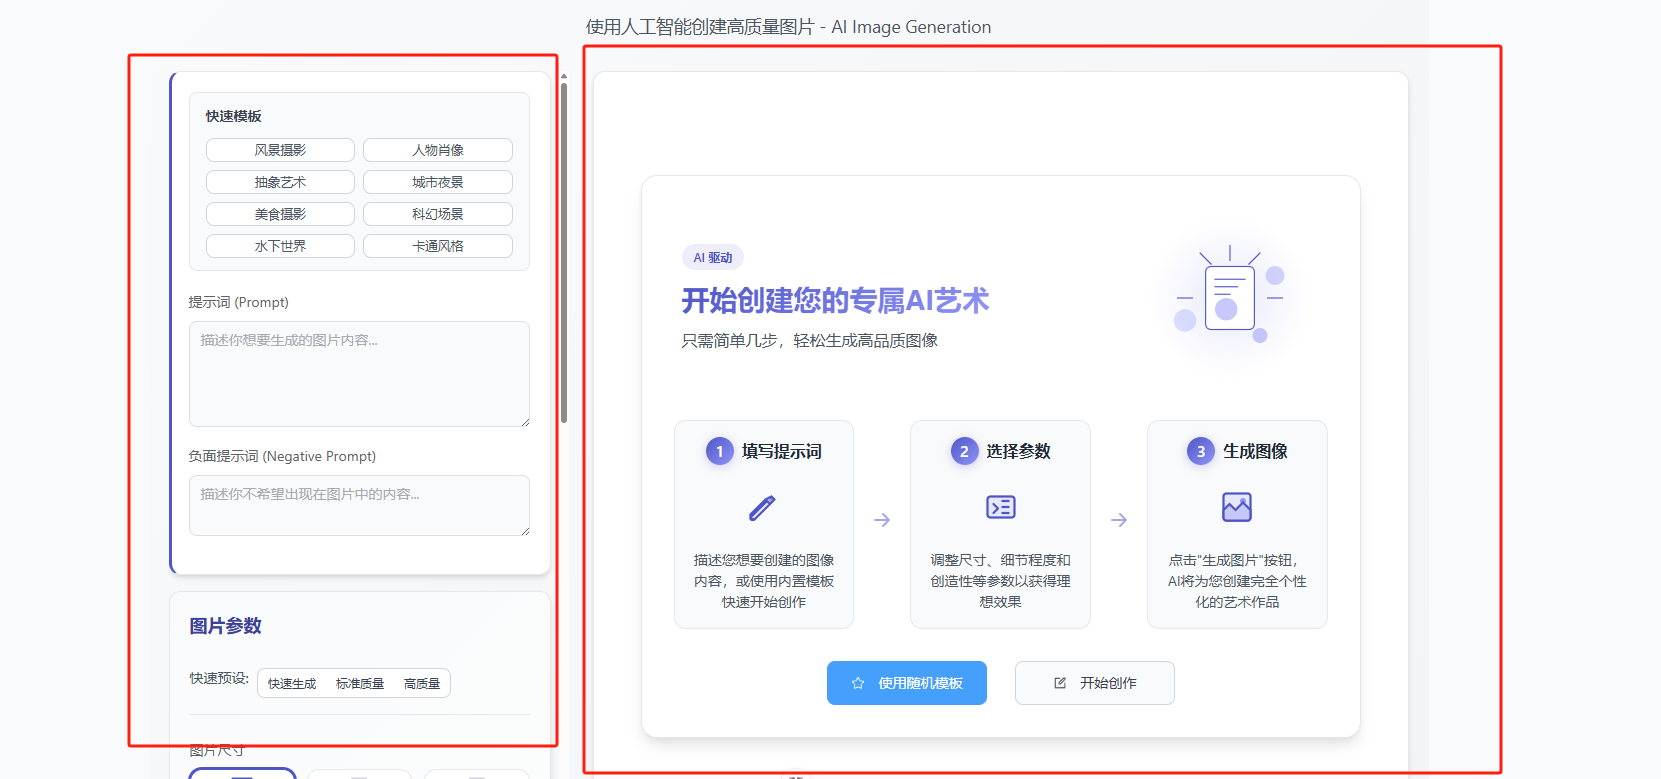 使用人工智能创建高质量图片 - AI Image Generation
快速模板
风景摄影
人物肖像
抽象艺术
城市夜景
美食摄影
科幻场景
水下世界
卡通风格
提示词 (Prompt)
描述你想要生成的图片内容...
负面提示词 (Negative Prompt)
描述你不希望出现在图片中的内容...
图片参数
快速预设:
快速生成
标准质量
高质量
图片尺寸
AI 驱动
开始创建您的专属AI艺术
只需简单几步，轻松生成高品质图像
1 填写提示词
描述您想要创建的图像
内容，或使用内置模板
快速开始创作
2 选择参数
调整尺寸、细节程度和
创造性等参数以获得理
想效果
3 生成图像
点击"生成图片"按钮，
AI将为您创建完全个性
化的艺术作品
使用随机模板
开始创作